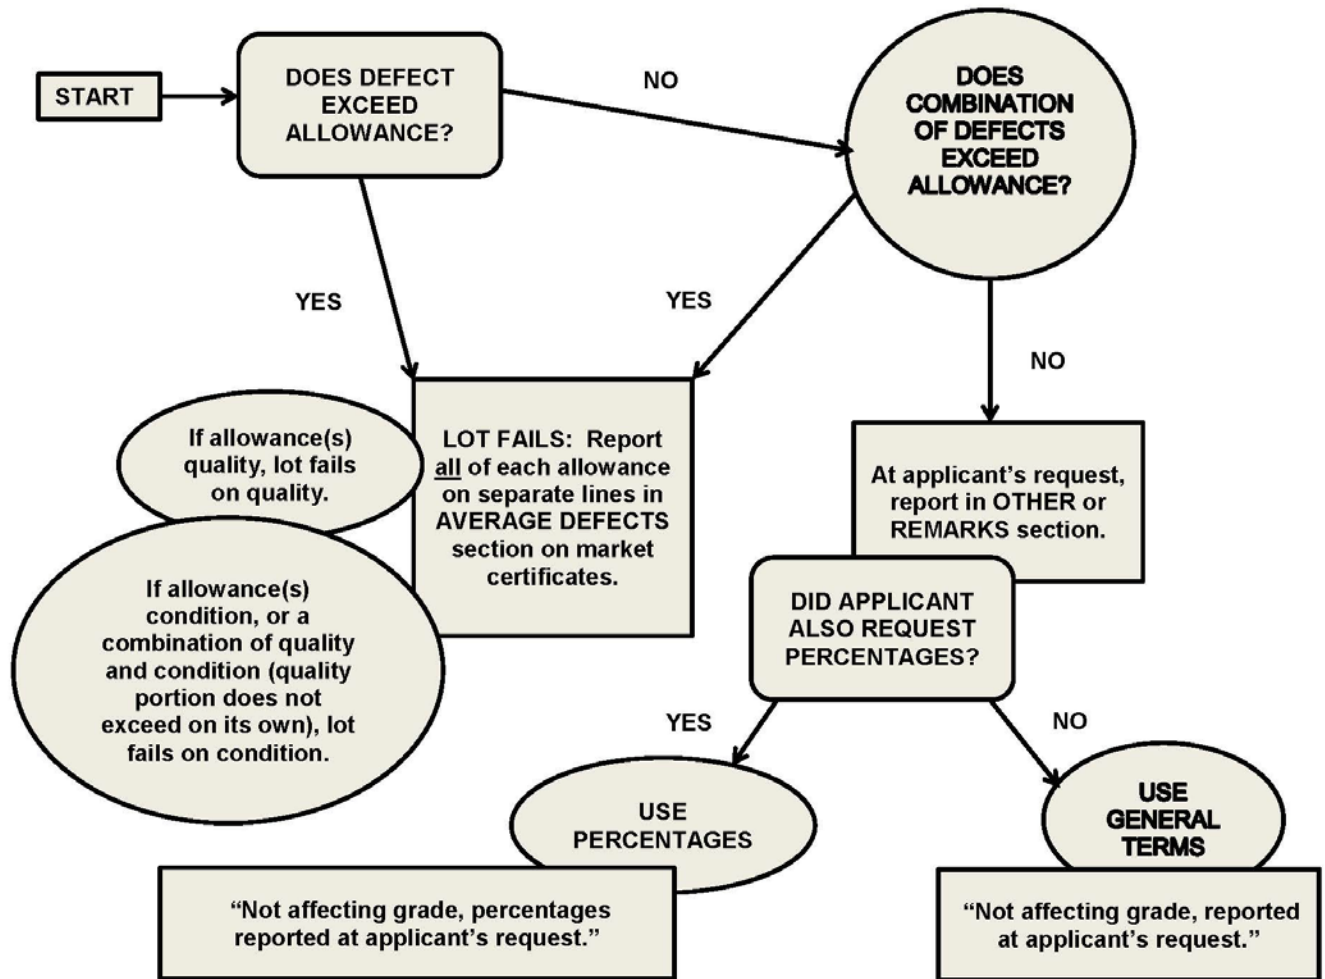 START
DOES DEFECT
EXCEED
ALLOWANCE?
NO
DOES
COMBINATION
OF DEFECTS
EXCEED
ALLOWANCE?
YES
YES
NO
If allowance(s)
quality, lot fails
on quality.
LOT FAILS: Report
all of each allowance
on separate lines in
AVERAGE DEFECTS
section on market
certificates.
At applicant’s request,
report in OTHER or
REMARKS section.
If allowance(s)
condition, or a
combination of quality
and condition (quality
portion does not
exceed on its own), lot
fails on condition.
DID APPLICANT
ALSO REQUEST
PERCENTAGES?
YES
NO
USE
PERCENTAGES
USE
GENERAL
TERMS
“Not affecting grade, percentages
reported at applicant’s request.”
“Not affecting grade, reported
at applicant’s request.”